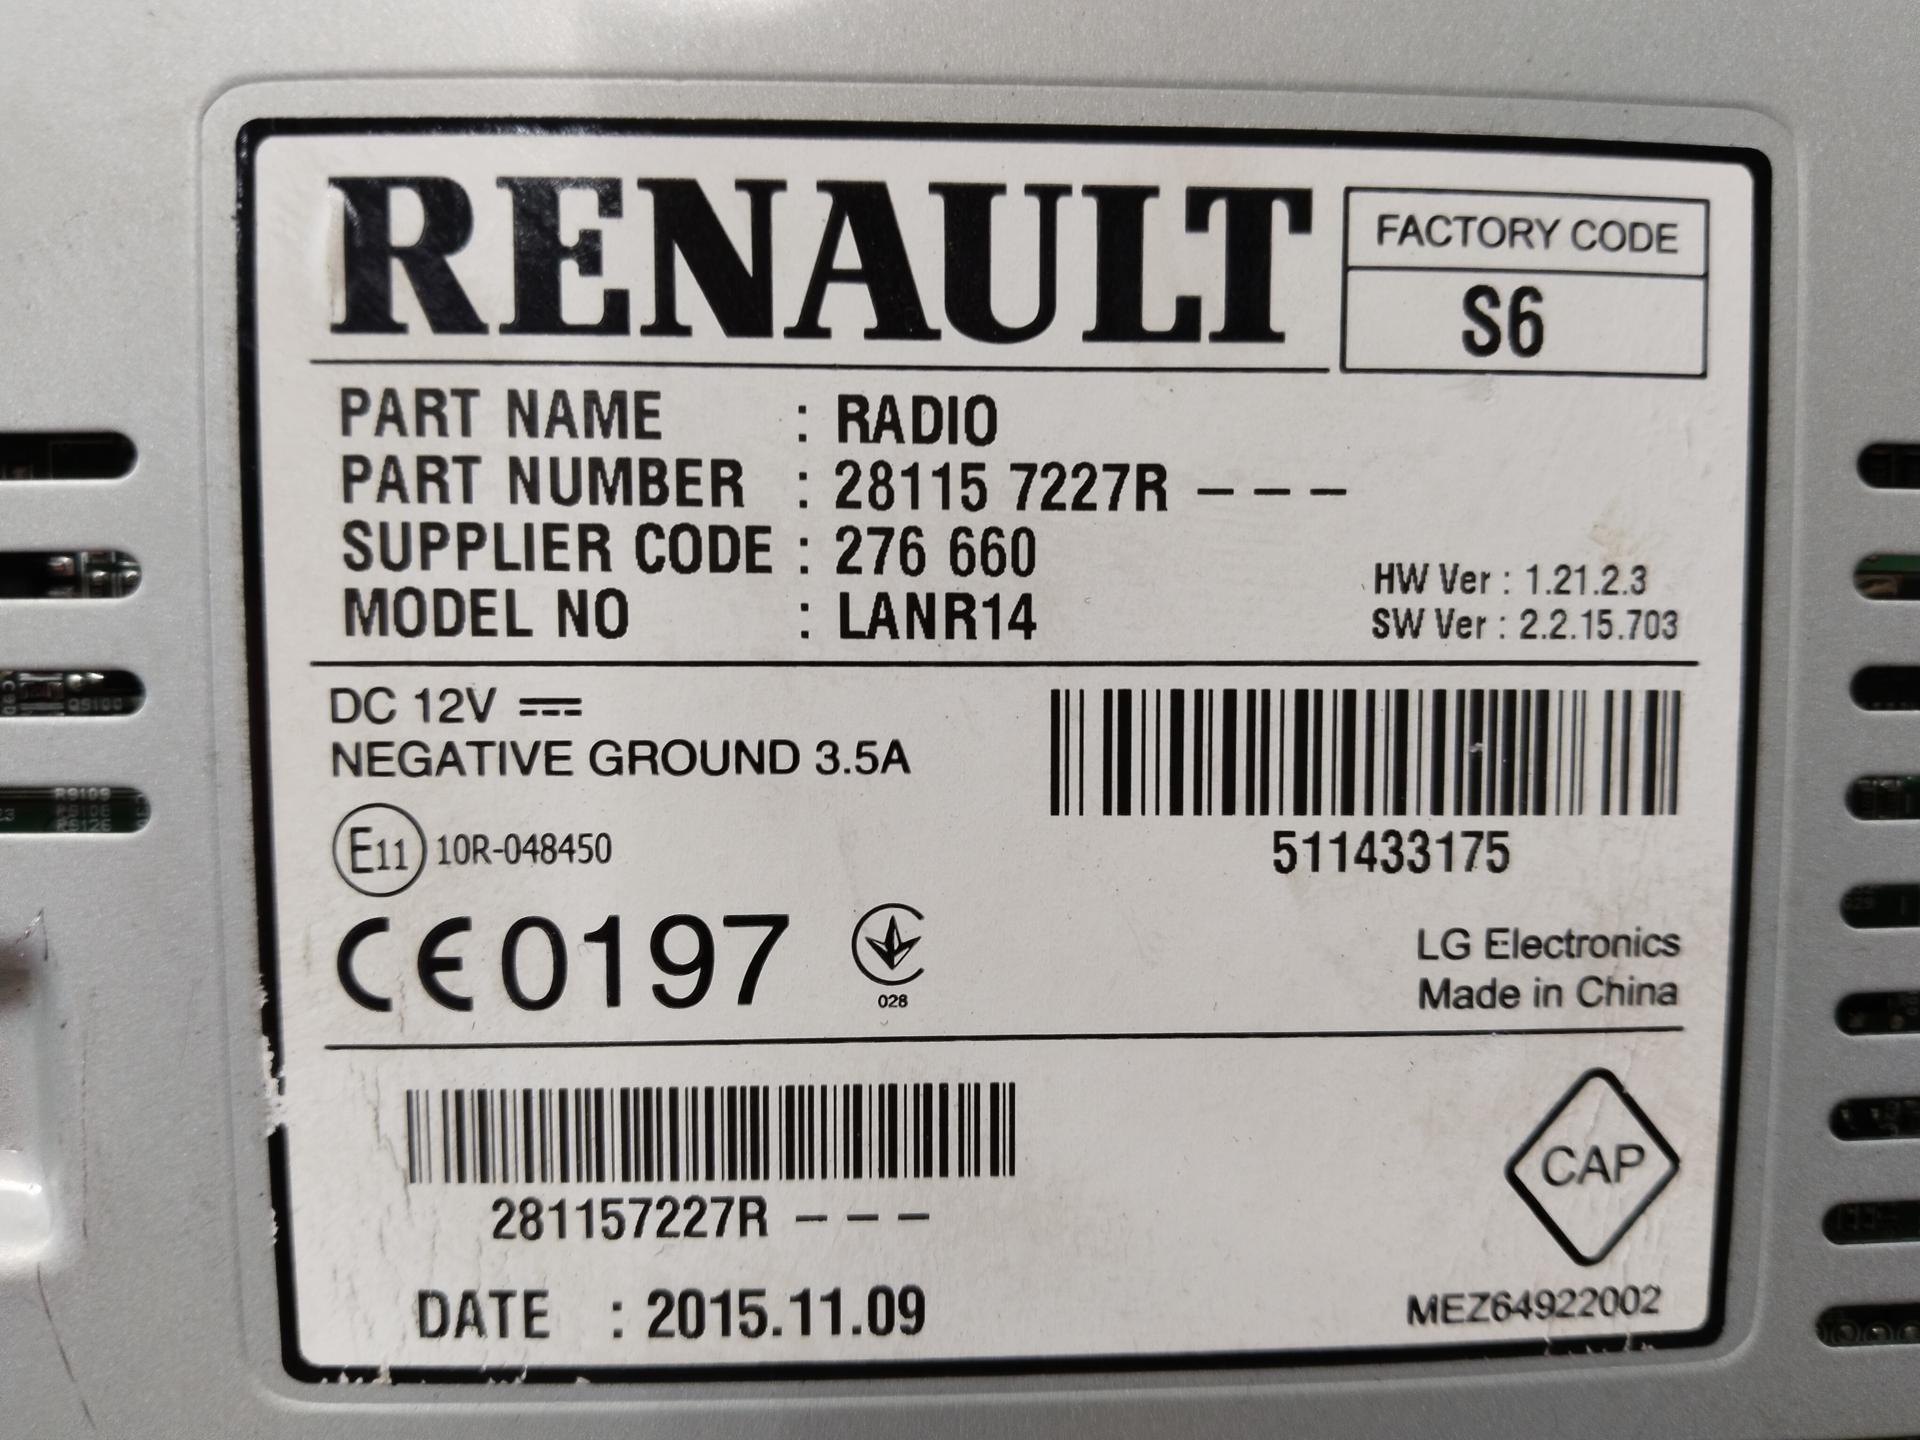 RENAULT
FACTORY CODE
S6
PART NAME : RADIO
PART NUMBER : 28115 7227R – – –
SUPPLIER CODE : 276 660
MODEL NO : LANR14
HW Ver : 1.21.2.3
SW Ver : 2.2.15.703
DC 12V
NEGATIVE GROUND 3.5A
511433175
E11 10R-048450
CE0197
028
LG Electronics
Made in China
281157227R – – –
CAP
DATE : 2015.11.09
MEZ64922002
R9109